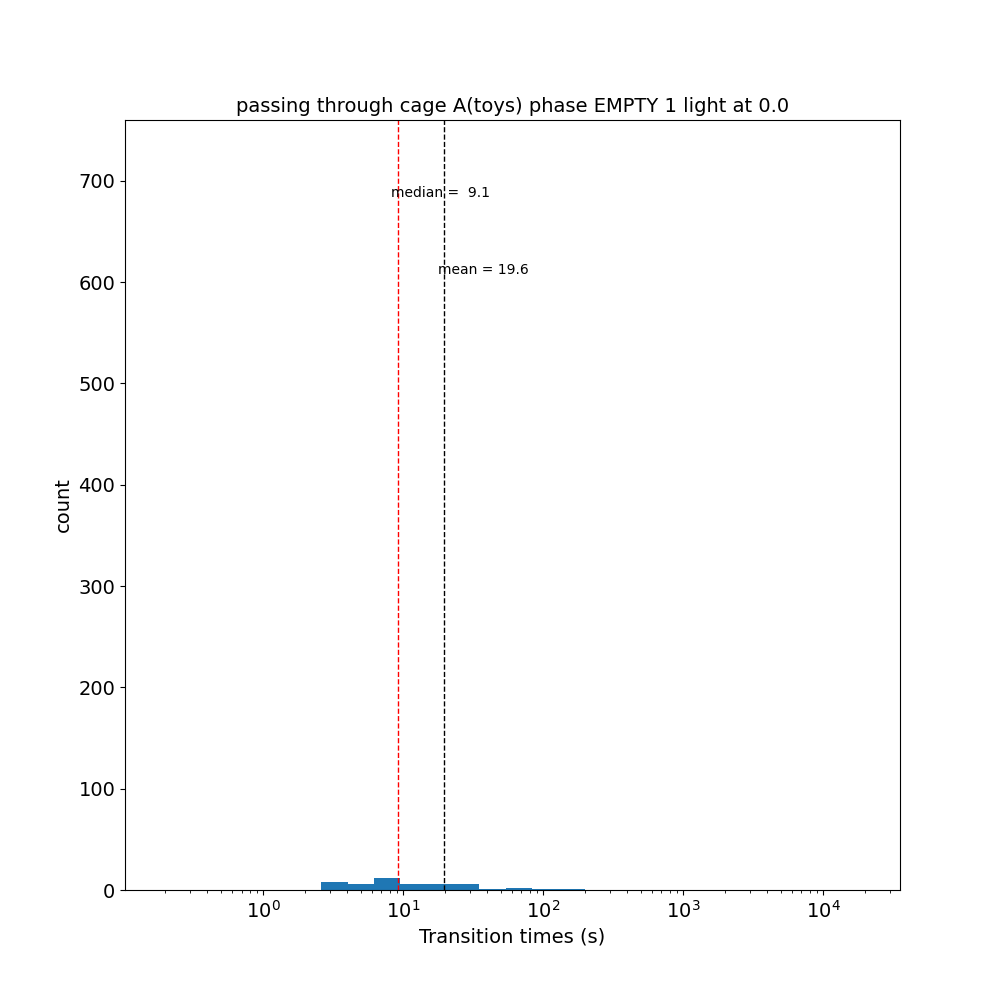 passing through cage A(toys) phase EMPTY 1 light at 0.0
700
600
500
400
300
200
100
0
count
median =  9.1
mean = 19.6
10^0 10^1 10^2 10^3 10^4
Transition times (s)